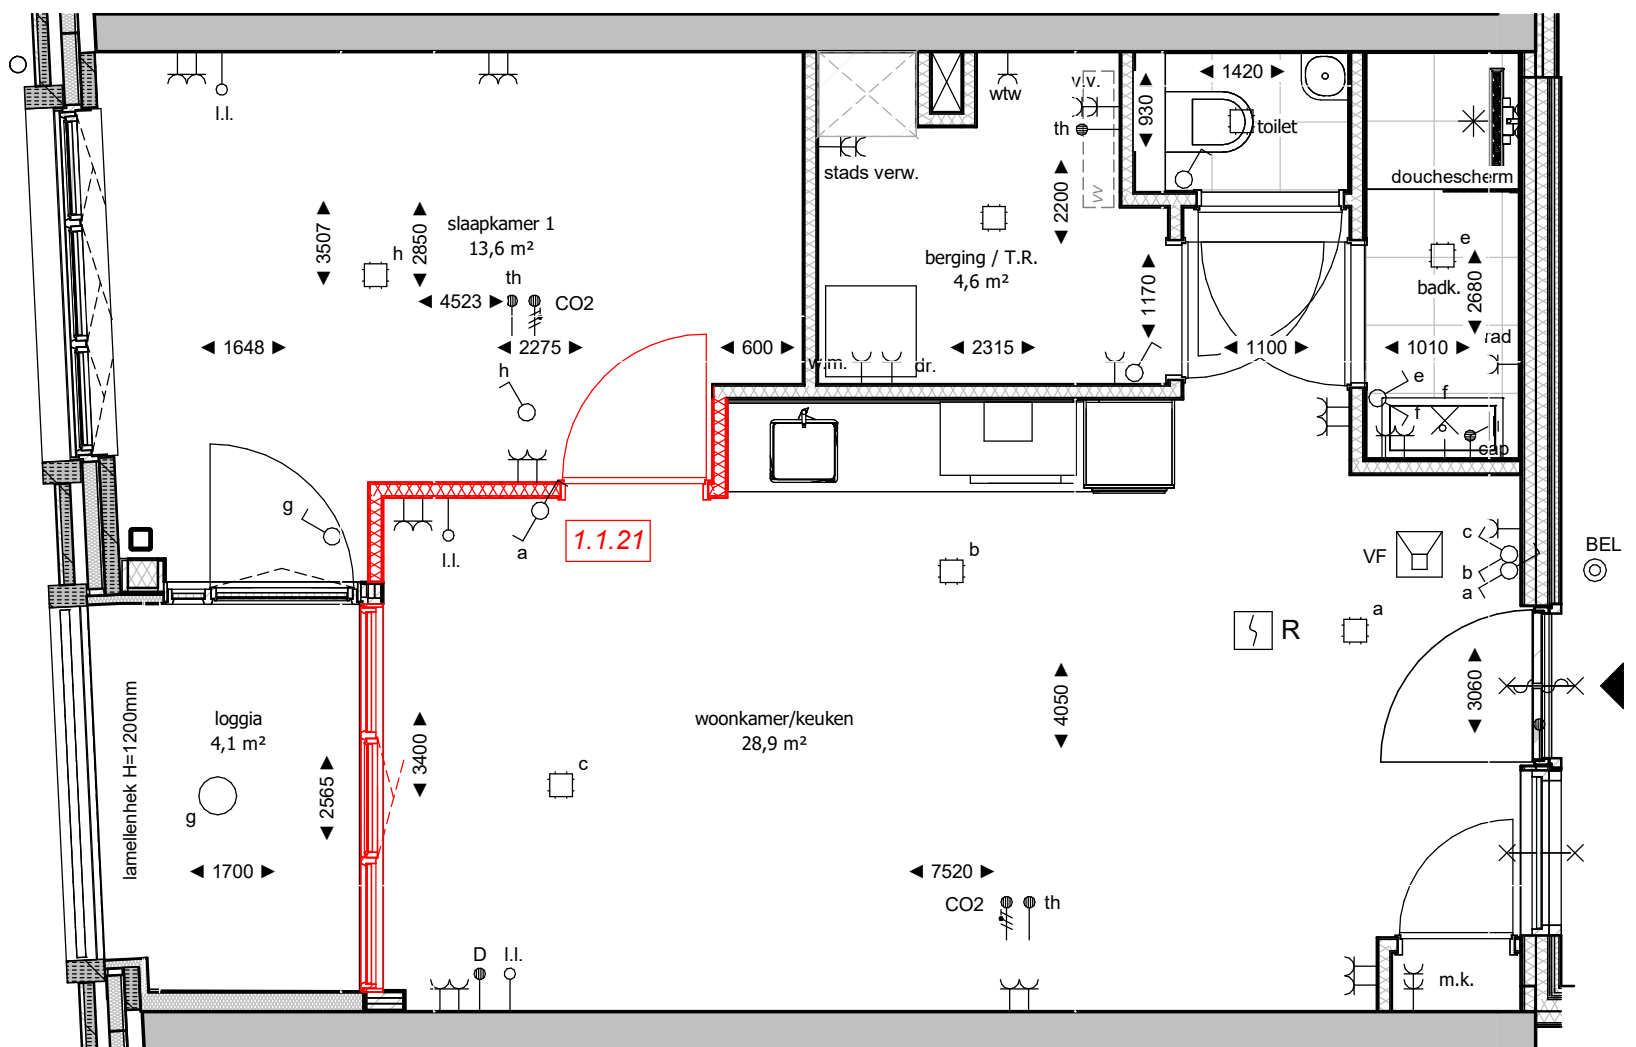 l.l.
wtw
v.v.
th
vv
1420
930
toilet
stads verw.
douchescherm
2200
3507
2850
slaapkamer 1
13,6 m²
h
th
4523
CO2
berging / T.R.
4,6 m²
e
badk.
2680
1170
1648
2275
600
2315
1100
1010
rad
w.m.
dr.
h
e
f
f
cap
g
l.l.
a
1.1.21
b
VF
c
b
a
BEL
R
a
lamellenhek H=1200mm
loggia
4,1 m²
g
2565
1700
3400
woonkamer/keuken
28,9 m²
4050
3060
c
7520
CO2
th
D
l.l.
m.k.